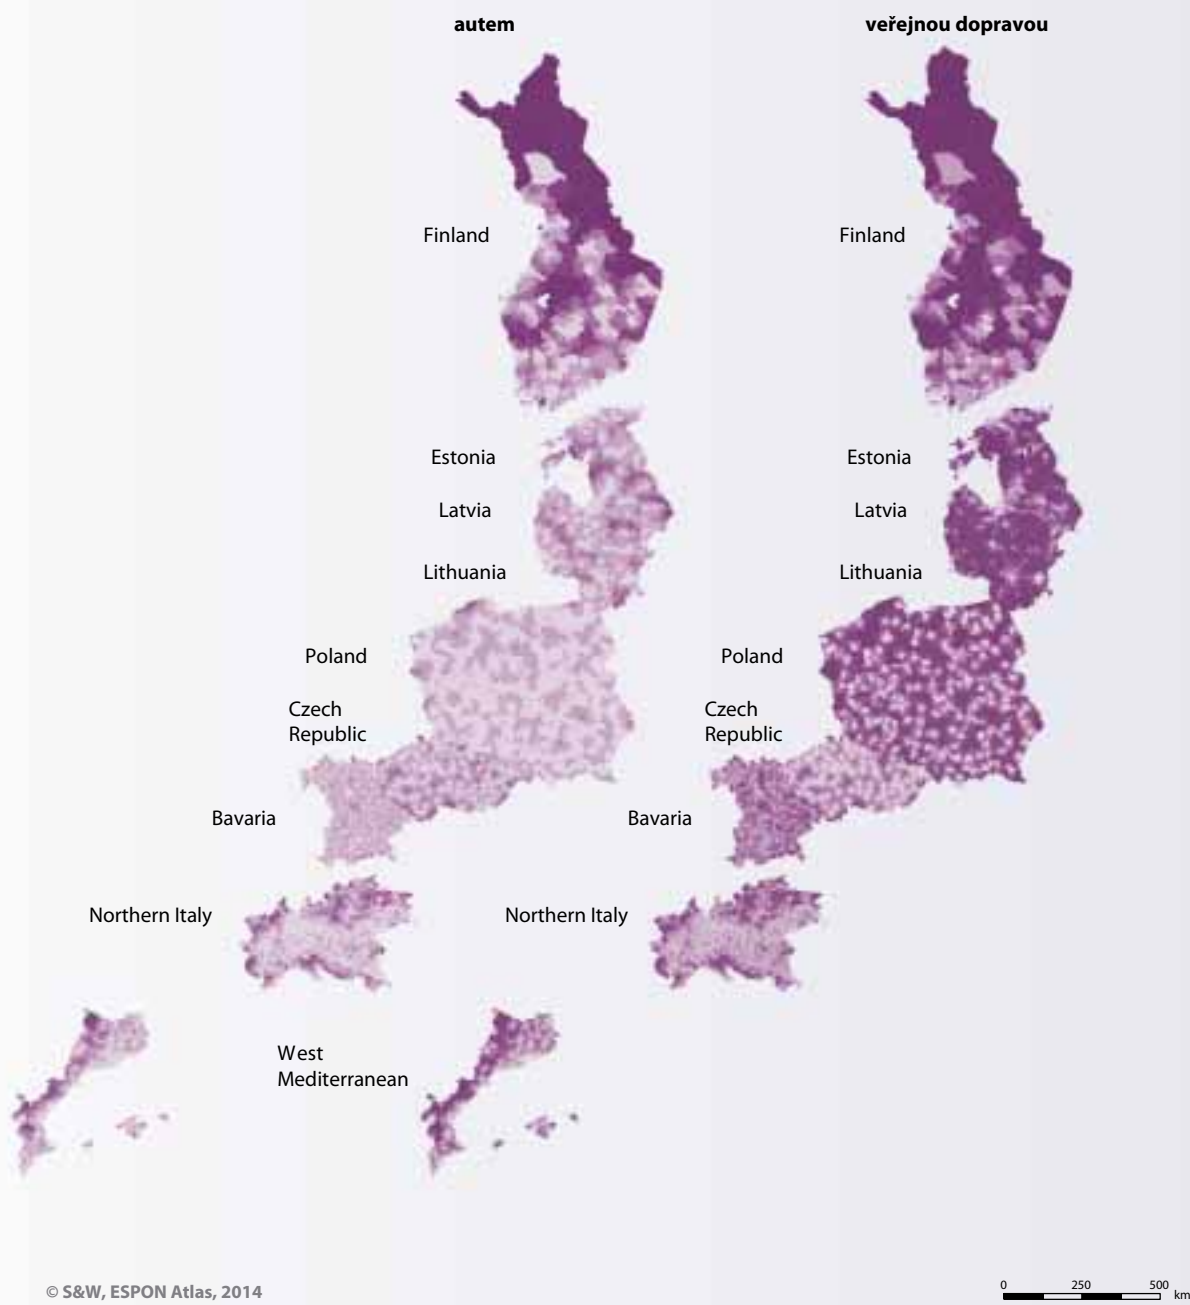 autem
veřejnou dopravou
Finland
Finland
Estonia
Estonia
Latvia
Latvia
Lithuania
Lithuania
Poland
Poland
Czech
Republic
Czech
Republic
Bavaria
Bavaria
Northern Italy
Northern Italy
West
Mediterranean
© S&W, ESPON Atlas, 2014
0 250 500
km